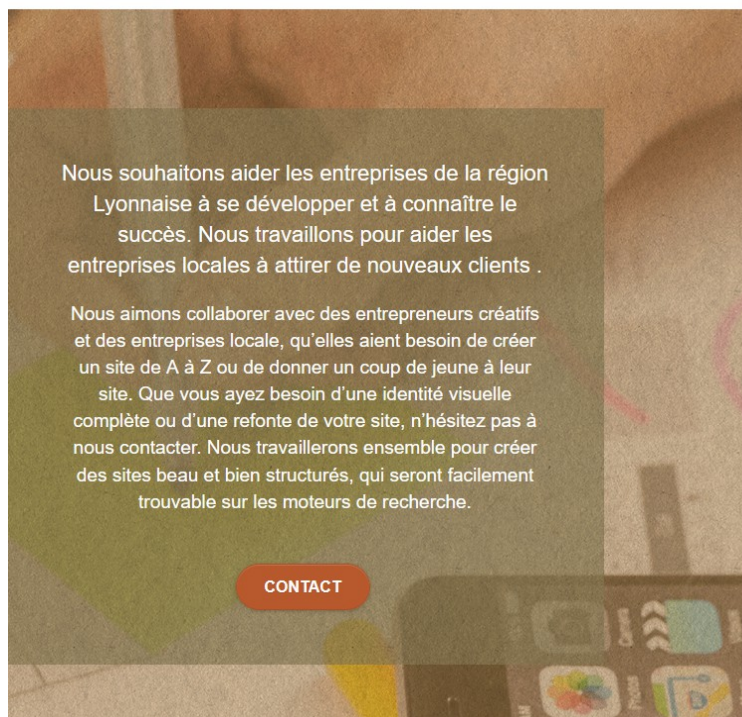 Nous souhaitons aider les entreprises de la région
Lyonnaise à se développer et à connaître le
succès. Nous travaillons pour aider les
entreprises locales à attirer de nouveaux clients .
Nous aimons collaborer avec des entrepreneurs créatifs
et des entreprises locale, qu’elles aient besoin de créer
un site de A à Z ou de donner un coup de jeune à leur
site. Que vous ayez besoin d’une identité visuelle
complète ou d’une refonte de votre site, n’hésitez pas à
nous contacter. Nous travaillerons ensemble pour créer
des sites beau et bien structurés, qui seront facilement
trouvable sur les moteurs de recherche.
CONTACT
Camera
Photos